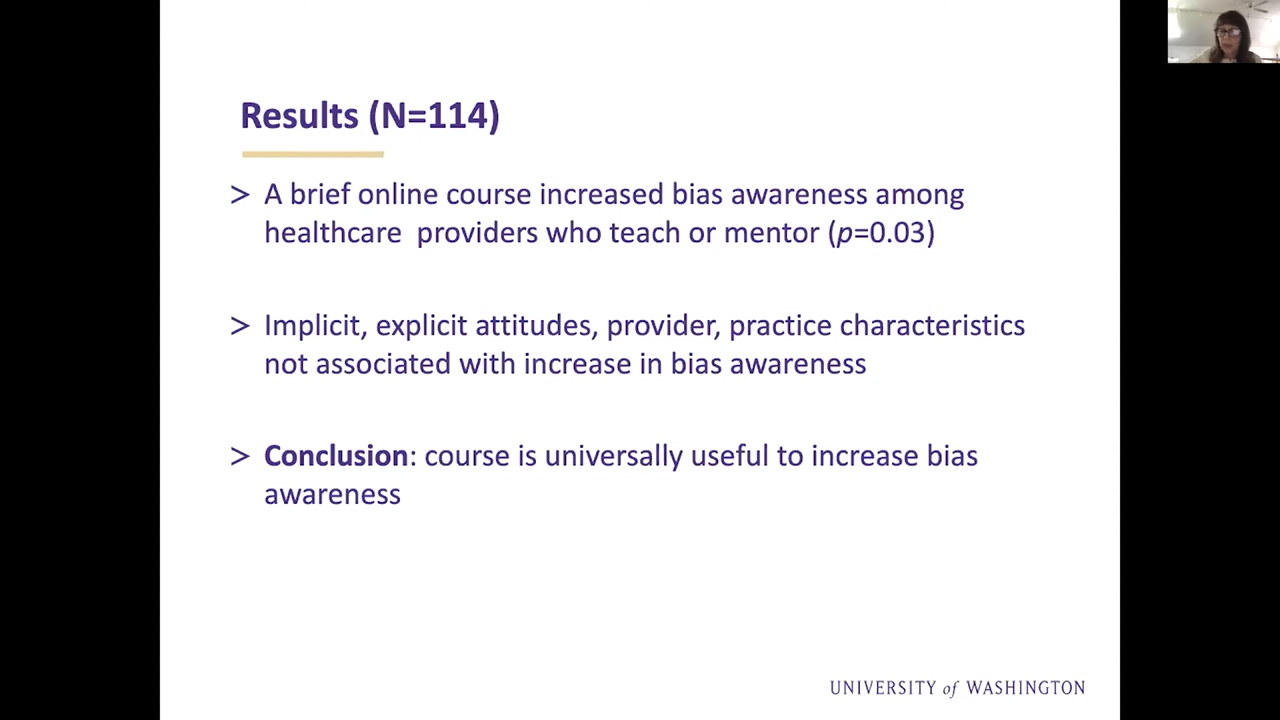 Results (N=114)
> A brief online course increased bias awareness among
healthcare providers who teach or mentor (p=0.03)
> Implicit, explicit attitudes, provider, practice characteristics
not associated with increase in bias awareness
> Conclusion: course is universally useful to increase bias
awareness
UNIVERSITY of WASHINGTON